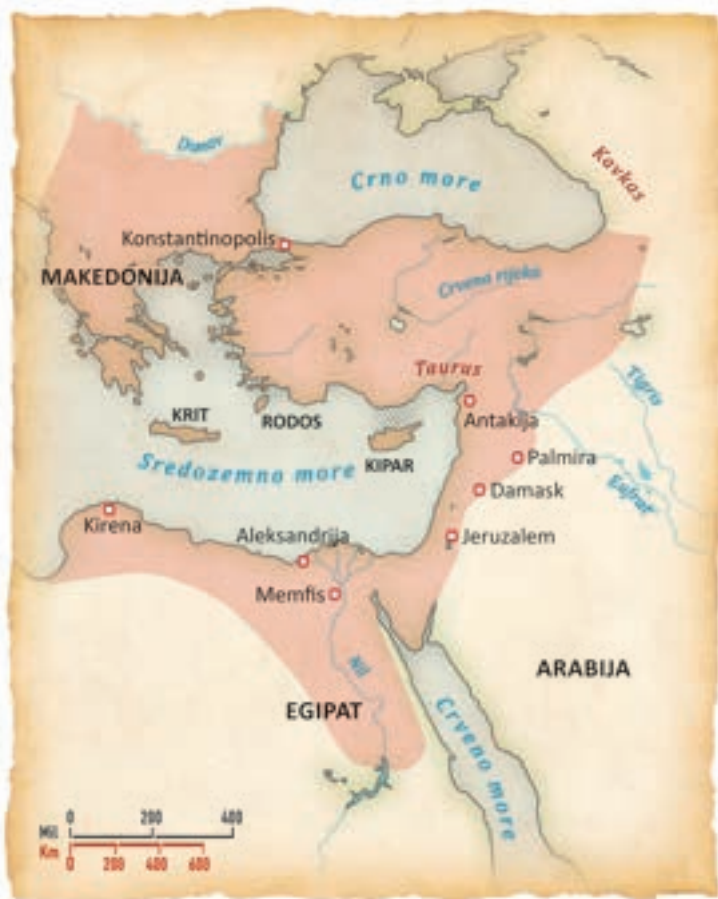 Dunav
Crno more
Kavkas
Konstantinopolis
MAKEDONIJA
Crvena rijeka
Taurus
Tigris
Antakija
KRIT
RODOS
KIPAR
Palmira
Sredozemno more
Damask
Eufrat
Kirena
Aleksandrija
Jeruzalem
Memfis
Nil
ARABIJA
EGIPAT
Crveno more
0 200 400
Mil
Km
0 200 400 600